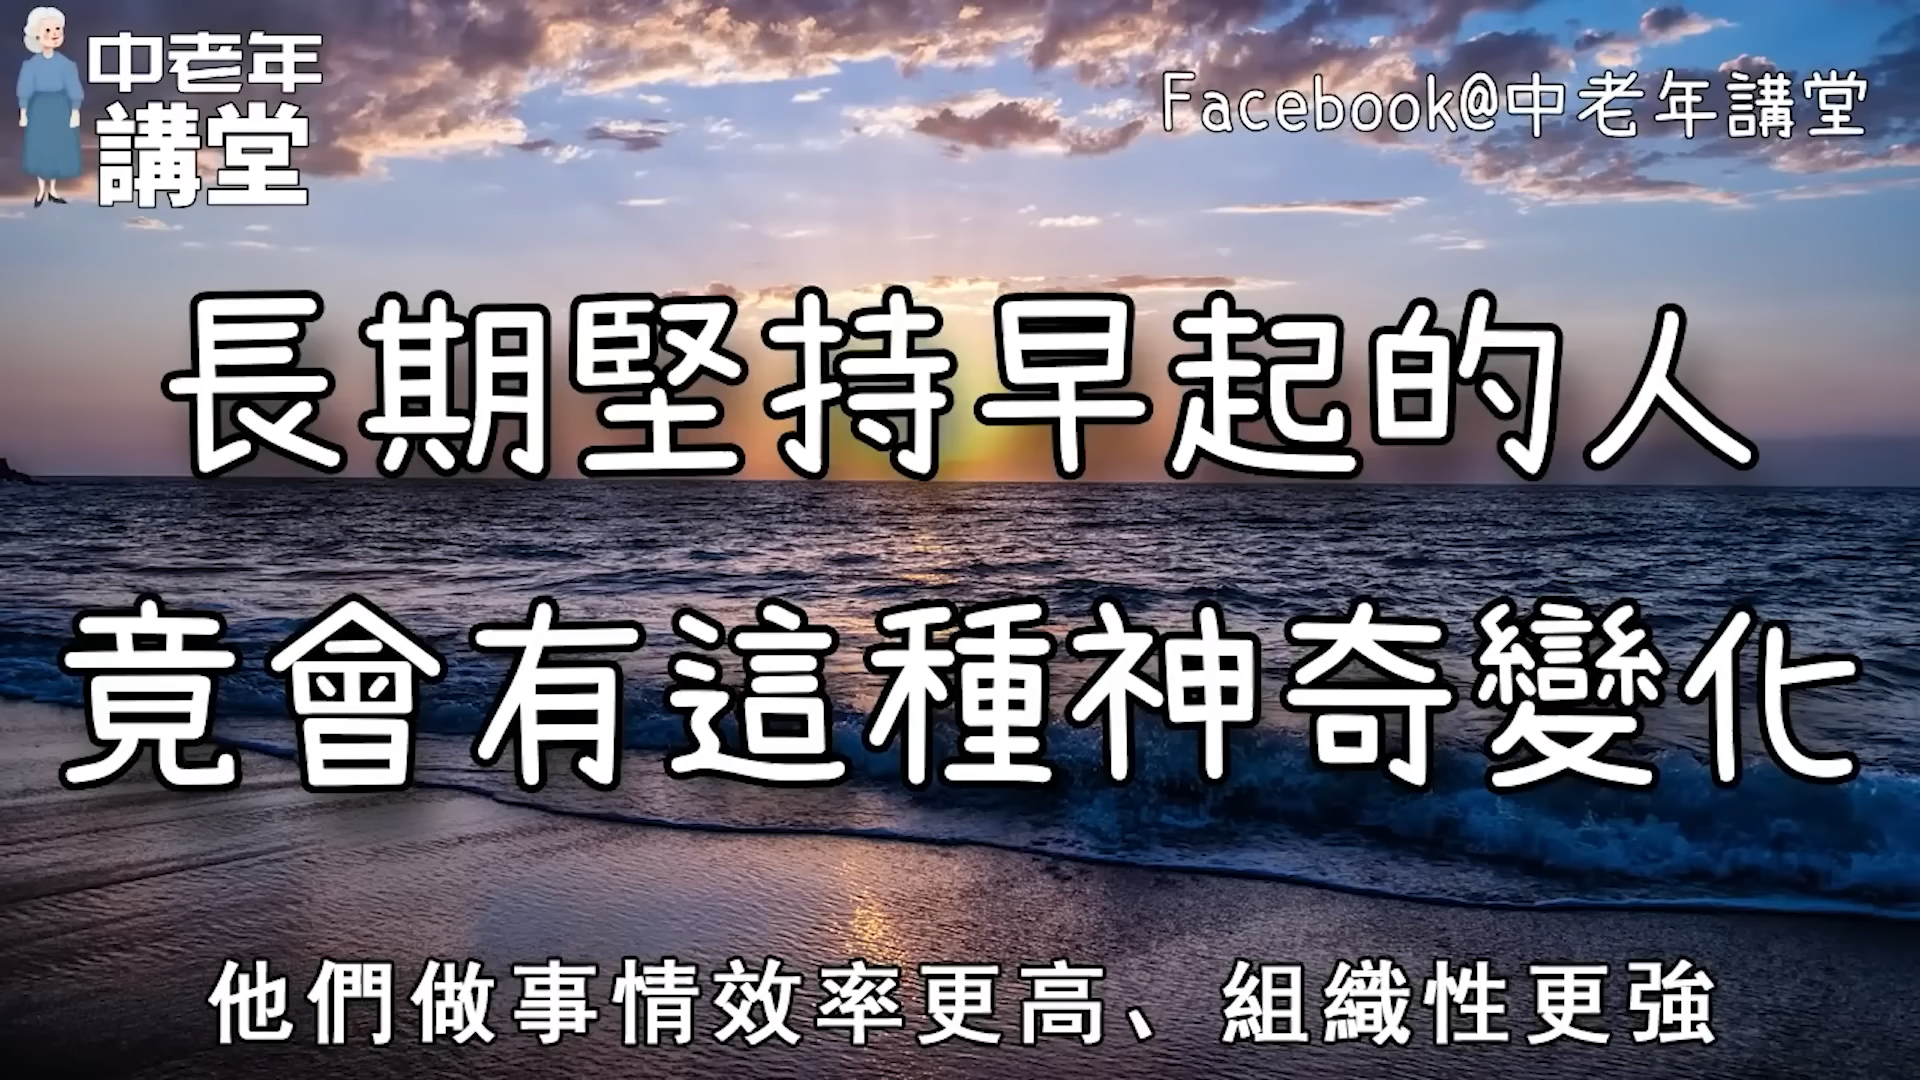 中老年
講堂
Facebook@中老年講堂
長期堅持早起的人
竟會有這種神奇變化
他們做事情效率更高、組織性更強